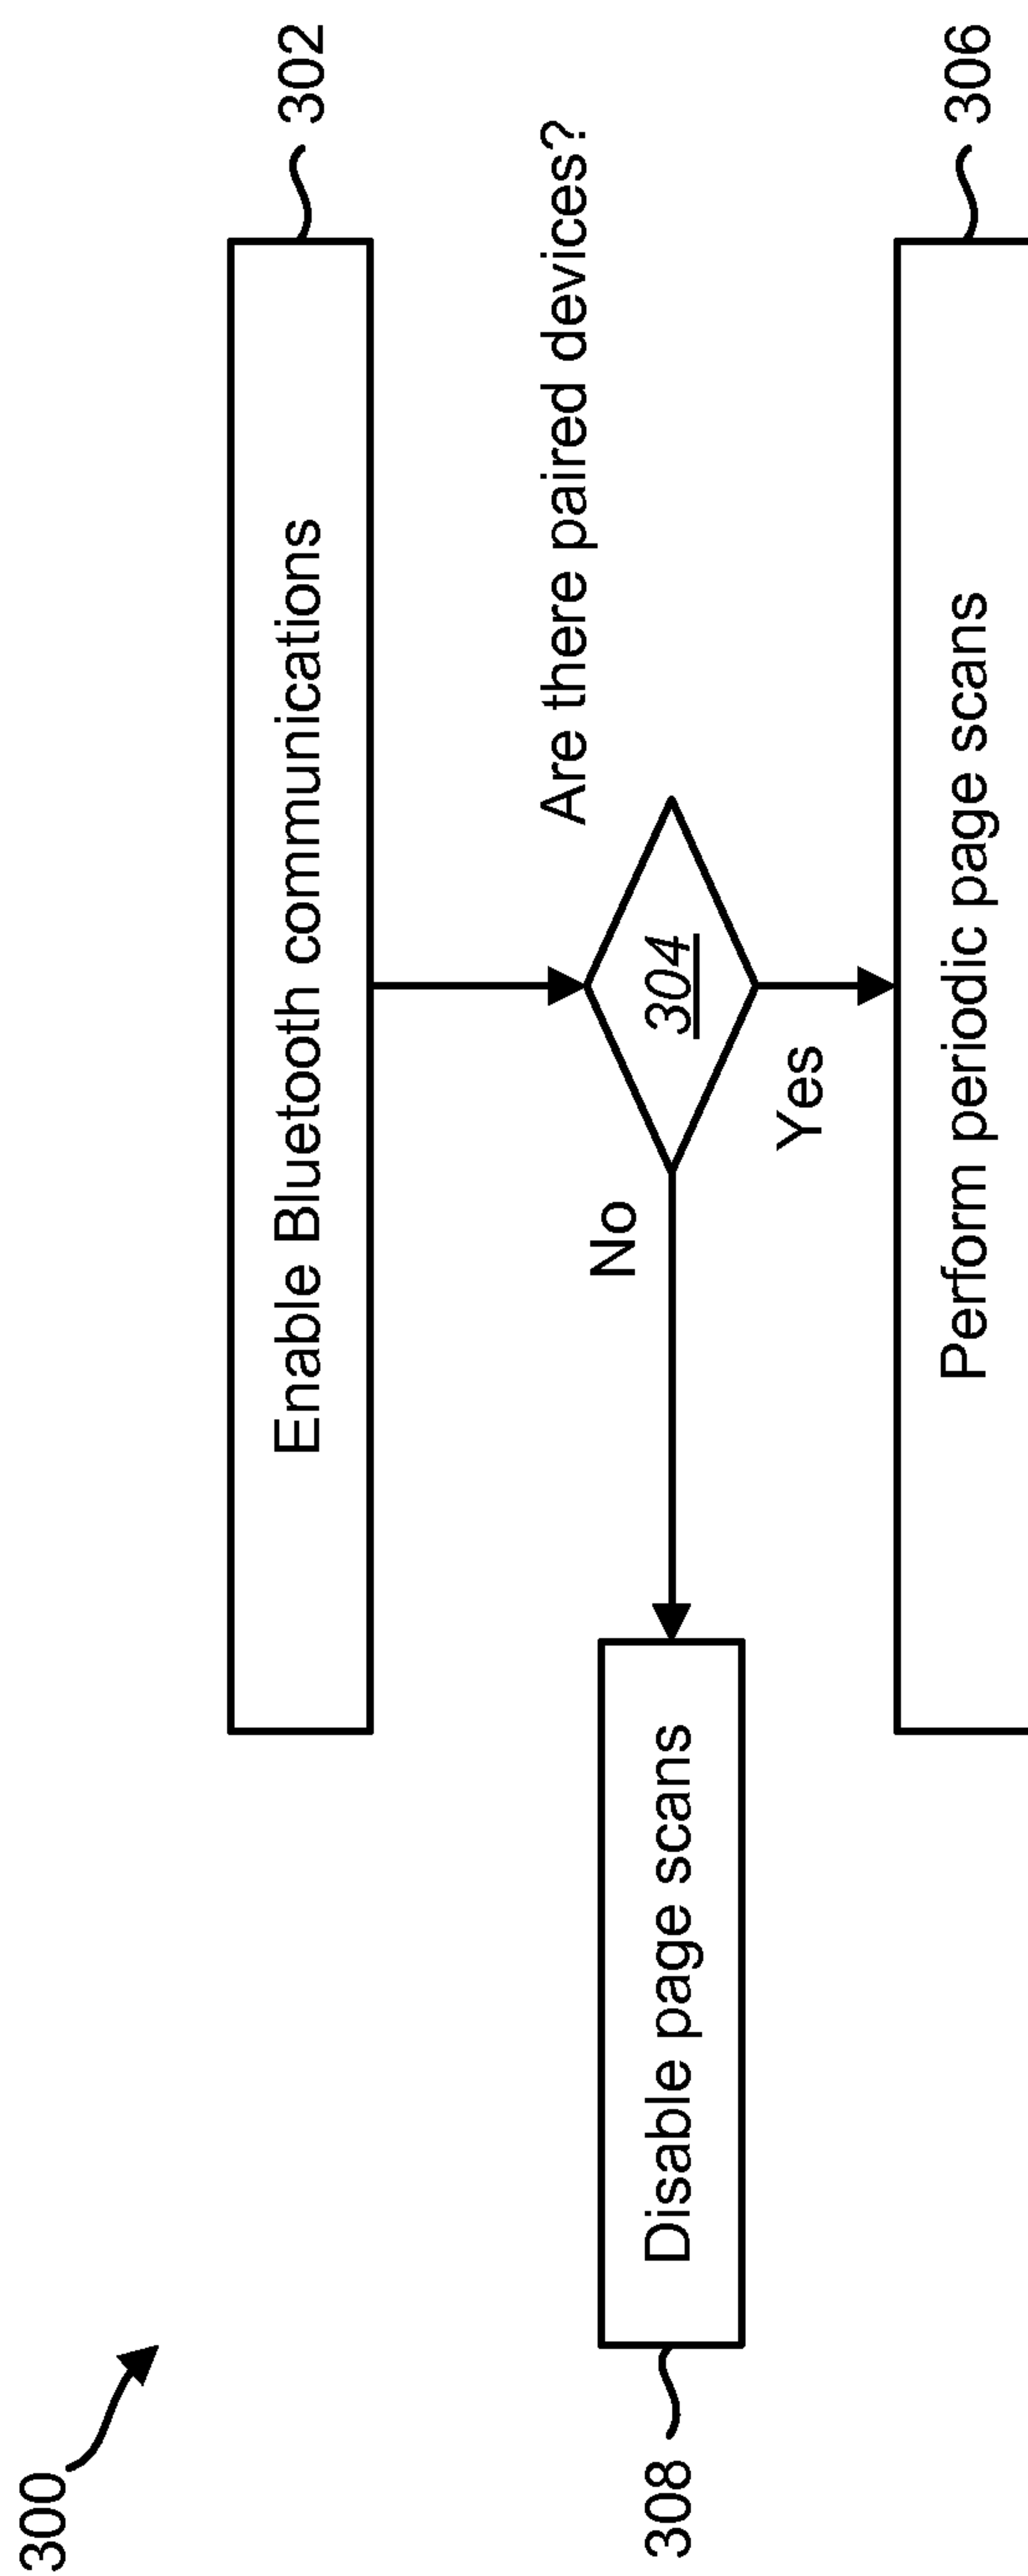 300
Enable Bluetooth communications
302
Are there paired devices?
304
No
Yes
308
Disable page scans
Perform periodic page scans
306